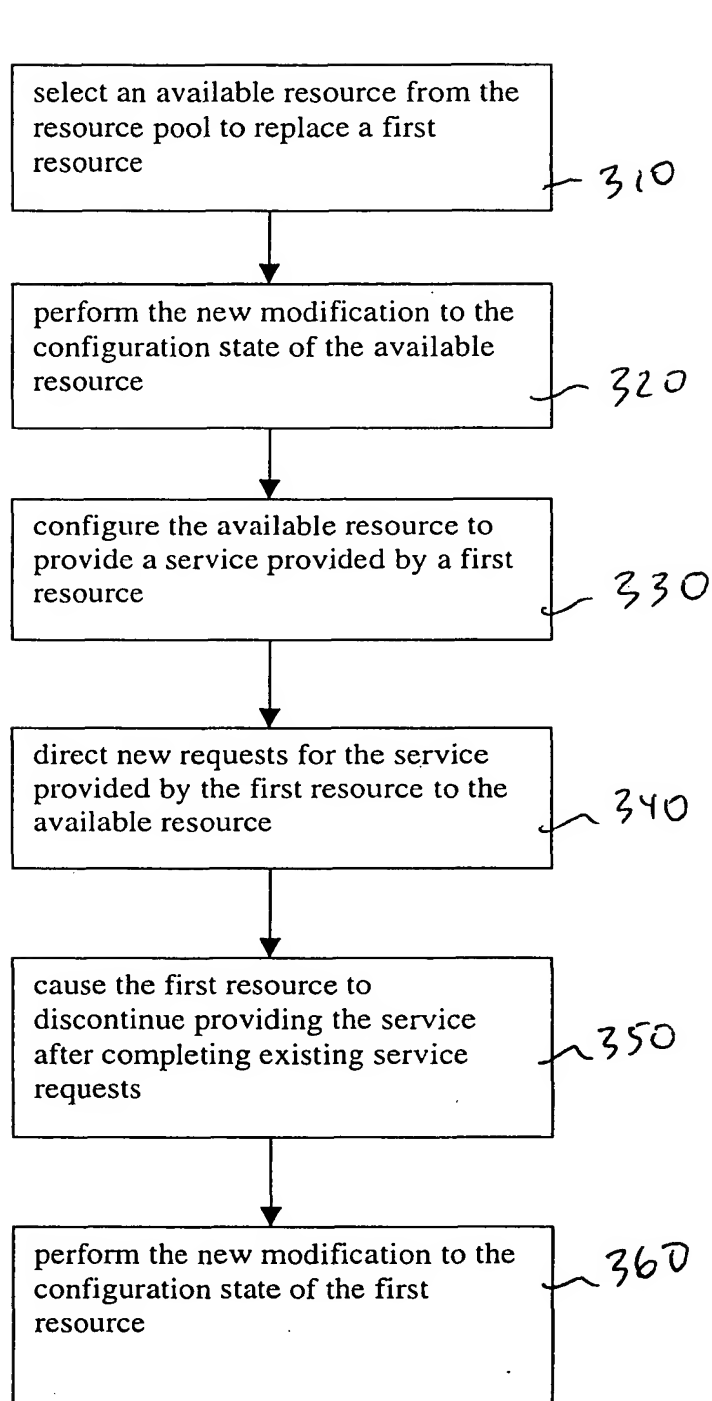 select an available resource from the
resource pool to replace a first
resource
310
perform the new modification to the
configuration state of the available
resource
320
configure the available resource to
provide a service provided by a first
resource
330
direct new requests for the service
provided by the first resource to the
available resource
340
cause the first resource to
discontinue providing the service
after completing existing service
requests
350
perform the new modification to the
configuration state of the first
resource
360